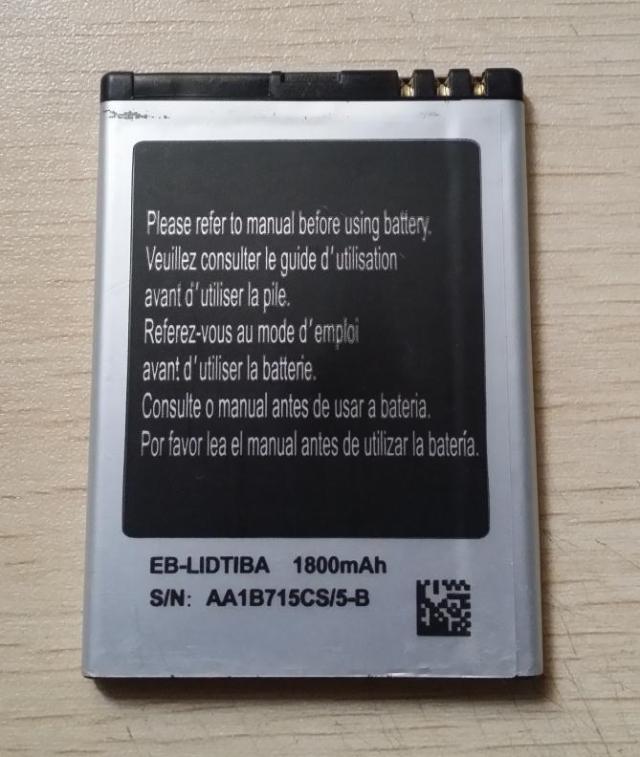 Please refer to manual before using battery.
Veuillez consulter le guide d'utilisation
avant d'utiliser la pile.
Referez-vous au mode d'emploi
avant d'utiliser la batterie.
Consulte o manual antes de usar a bateria.
Por favor lea el manual antes de utilizar la batería.
EB-LIDTIBA 1800mAh
S/N: AA1B715CS/5-B